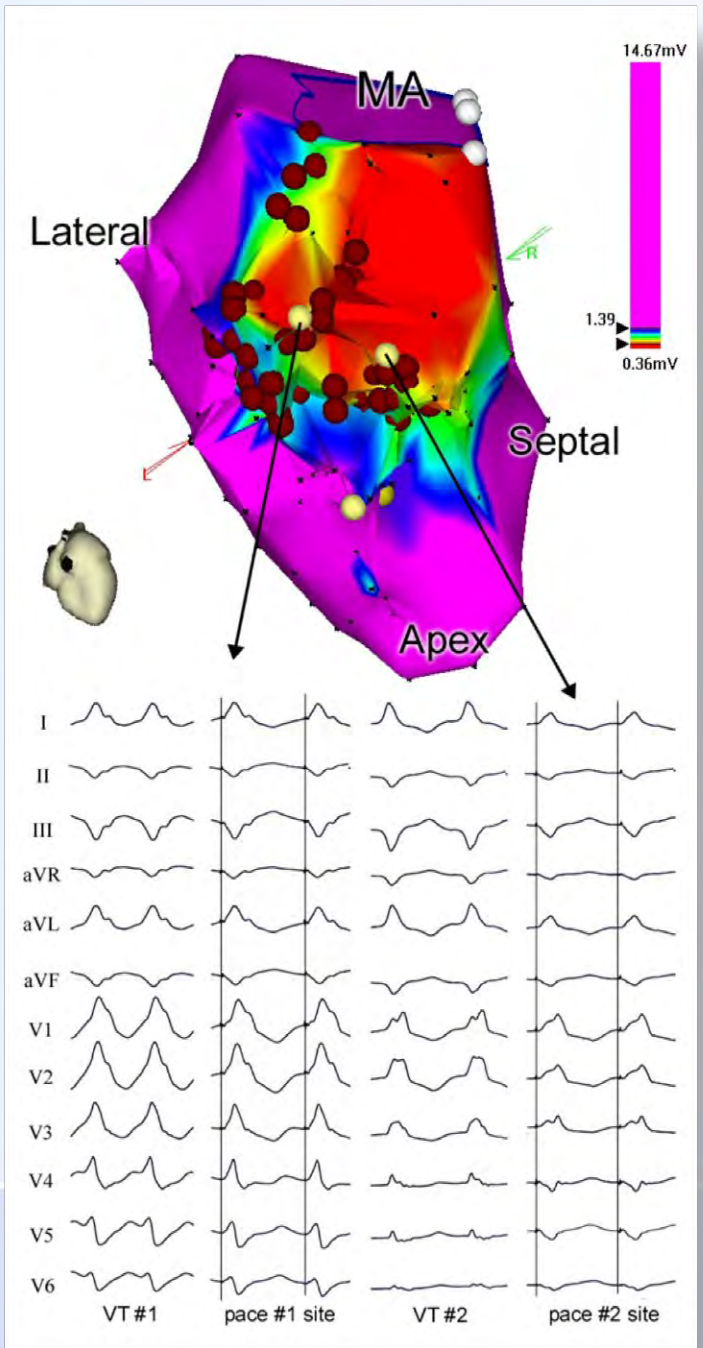 14.67mV
MA
Lateral
R
1.39
0.36mV
Septal
L
Apex
I
II
III
aVR
aVL
aVF
V1
V2
V3
V4
V5
V6
VT #1 pace #1 site VT #2 pace #2 site